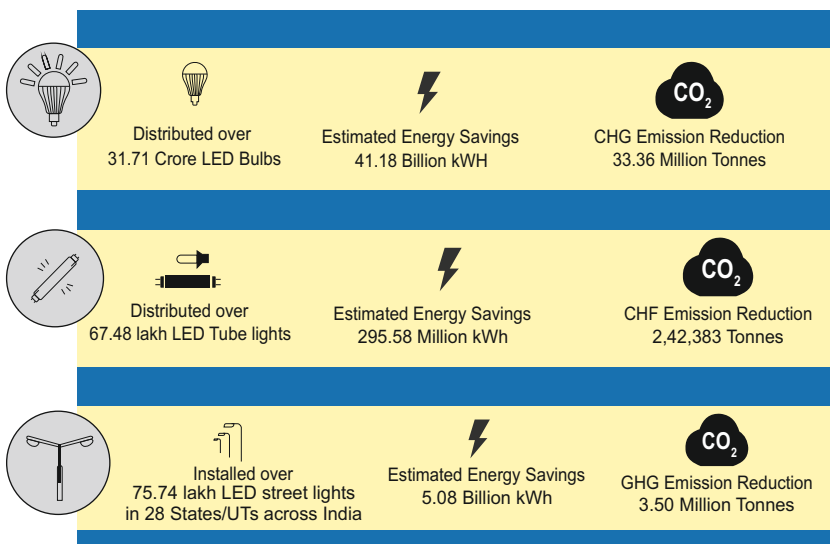 CO2
Distributed over
31.71 Crore LED Bulbs
Estimated Energy Savings
41.18 Billion kWH
CHG Emission Reduction
33.36 Million Tonnes
CO2
Distributed over
67.48 lakh LED Tube lights
Estimated Energy Savings
295.58 Million kWh
CHF Emission Reduction
2,42,383 Tonnes
CO2
Installed over
75.74 lakh LED street lights
in 28 States/UTs across India
Estimated Energy Savings
5.08 Billion kWh
GHG Emission Reduction
3.50 Million Tonnes